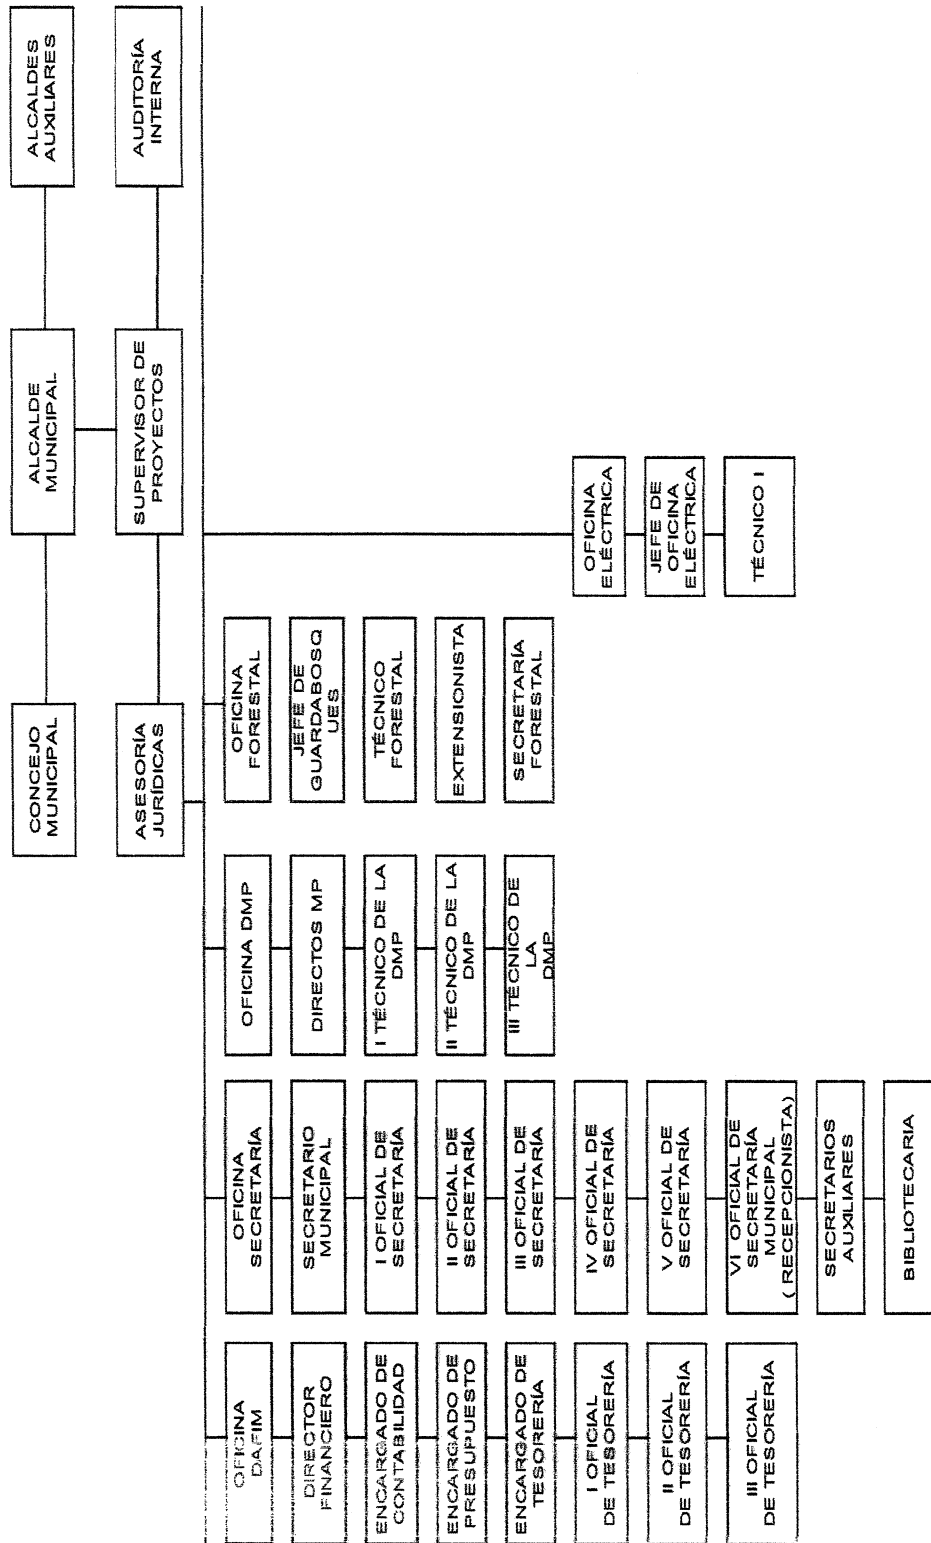 CONCEJO
MUNICIPAL
ALCALDE
MUNICIPAL
ALCALDES
AUXILIARES
ASESORÍA
JURÍDICAS
SUPERVISOR DE
PROYECTOS
AUDITORÍA
INTERNA
OFICINA
DAFIM
DIRECTOR
FINANCIERO
ENCARGADO DE
CONTABILIDAD
ENCARGADO DE
PRESUPUESTO
ENCARGADO DE
TESORERÍA
I OFICIAL
DE TESORERÍA
II OFICIAL
DE TESORERÍA
III OFICIAL
DE TESORERÍA
OFICINA
SECRETARÍA
SECRETARIO
MUNICIPAL
I OFICIAL DE
SECRETARÍA
II OFICIAL DE
SECRETARÍA
III OFICIAL DE
SECRETARÍA
IV OFICIAL DE
SECRETARÍA
V OFICIAL DE
SECRETARÍA
VI OFICIAL DE
SECRETARÍA
MUNICIPAL
( RECEPCIONISTA)
SECRETARIOS
AUXILIARES
BIBLIOTECARIA
OFICINA DMP
DIRECTOS MP
I TÉCNICO DE LA
DMP
II TÉCNICO DE LA
DMP
III TÉCNICO DE
LA
DMP
OFICINA
FORESTAL
JEFE DE
GUARDABOSQ
UES
TÉCNICO
FORESTAL
EXTENSIONISTA
SECRETARÍA
FORESTAL
OFICINA
ELÉCTRICA
JEFE DE
OFICINA
ELÉCTRICA
TÉCNICO I